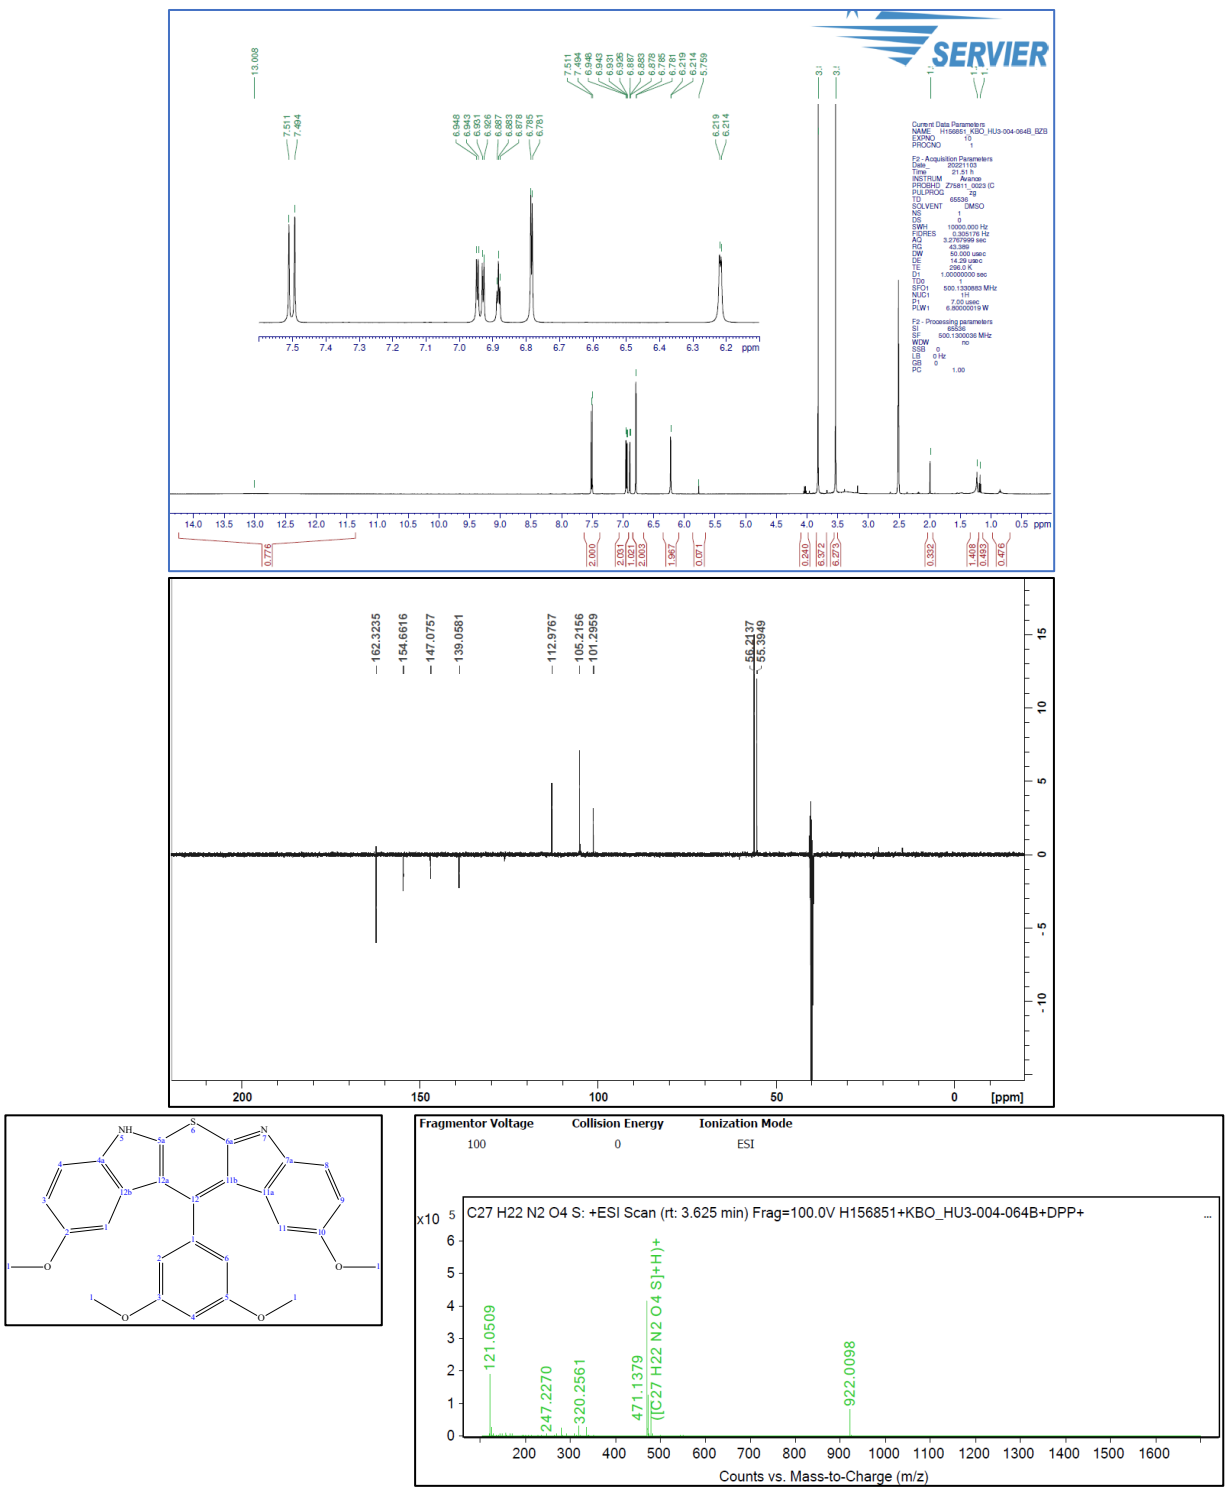 SERVIER
13.008
7.511
7.494
6.948
6.943
6.931
6.926
6.887
6.883
6.878
6.785
6.781
6.219
6.214
5.759
3.
3.
1.
1.
1.
7.511
7.494
6.948
6.943
6.931
6.926
6.887
6.883
6.878
6.785
6.781
6.219
6.214
Current Data Parameters
NAME H156851_KBO_HU3-004-064B_BZB
EXPNO 10
PROCNO 1
F2 - Acquisition Parameters
Date_ 20221103
Time 21.51 h
INSTRUM Avance
PROBHD Z75811_0023 (C
PULPROG zg
TD 65536
SOLVENT DMSO
NS 1
DS 0
SWH 10000.000 Hz
FIDRES 0.305176 Hz
AQ 3.2767999 sec
RG 43.389
DW 50.000 usec
DE 14.29 usec
TE 296.0 K
D1 1.00000000 sec
TD0 1
SFO1 500.1330883 MHz
NUC1 1H
P1 7.00 usec
PLW1 6.80000019 W
F2 - Processing parameters
SI 65536
SF 500.1300036 MHz
WDW no
SSB 0
LB 0 Hz
GB 0
PC 1.00
7.5 7.4 7.3 7.2 7.1 7.0 6.9 6.8 6.7 6.6 6.5 6.4 6.3 6.2 ppm
14.0 13.5 13.0 12.5 12.0 11.5 11.0 10.5 10.0 9.5 9.0 8.5 8.0 7.5 7.0 6.5 6.0 5.5 5.0 4.5 4.0 3.5 3.0 2.5 2.0 1.5 1.0 0.5 ppm
0.776
2.000
2.031
1.021
2.003
1.967
0.071
0.240
6.372
6.273
0.332
1.408
0.493
0.476
162.3235
154.6616
147.0757
139.0581
112.9767
105.2156
101.2959
56.2137
55.3949
15
10
5
0
- 5
- 10
200 150 100 50 0 [ppm]
S
6
NH
5
5a
6a
N
7
4
4a
7a
8
3
12b
12a
11b
11a
9
2
1
12
11
10
1
O
O
1
1
2
6
1
3
5
1
O
4
O
Fragmentor Voltage Collision Energy Ionization Mode
100 0 ESI
x10 5
C27 H22 N2 O4 S: +ESI Scan (rt: 3.625 min) Frag=100.0V H156851+KBO_HU3-004-064B+DPP+ ...
6
5
4
3
2
1
0
121.0509
247.2270
320.2561
471.1379
([C27 H22 N2 O4 S]+H)+
922.0098
200 300 400 500 600 700 800 900 1000 1100 1200 1300 1400 1500 1600
Counts vs. Mass-to-Charge (m/z)